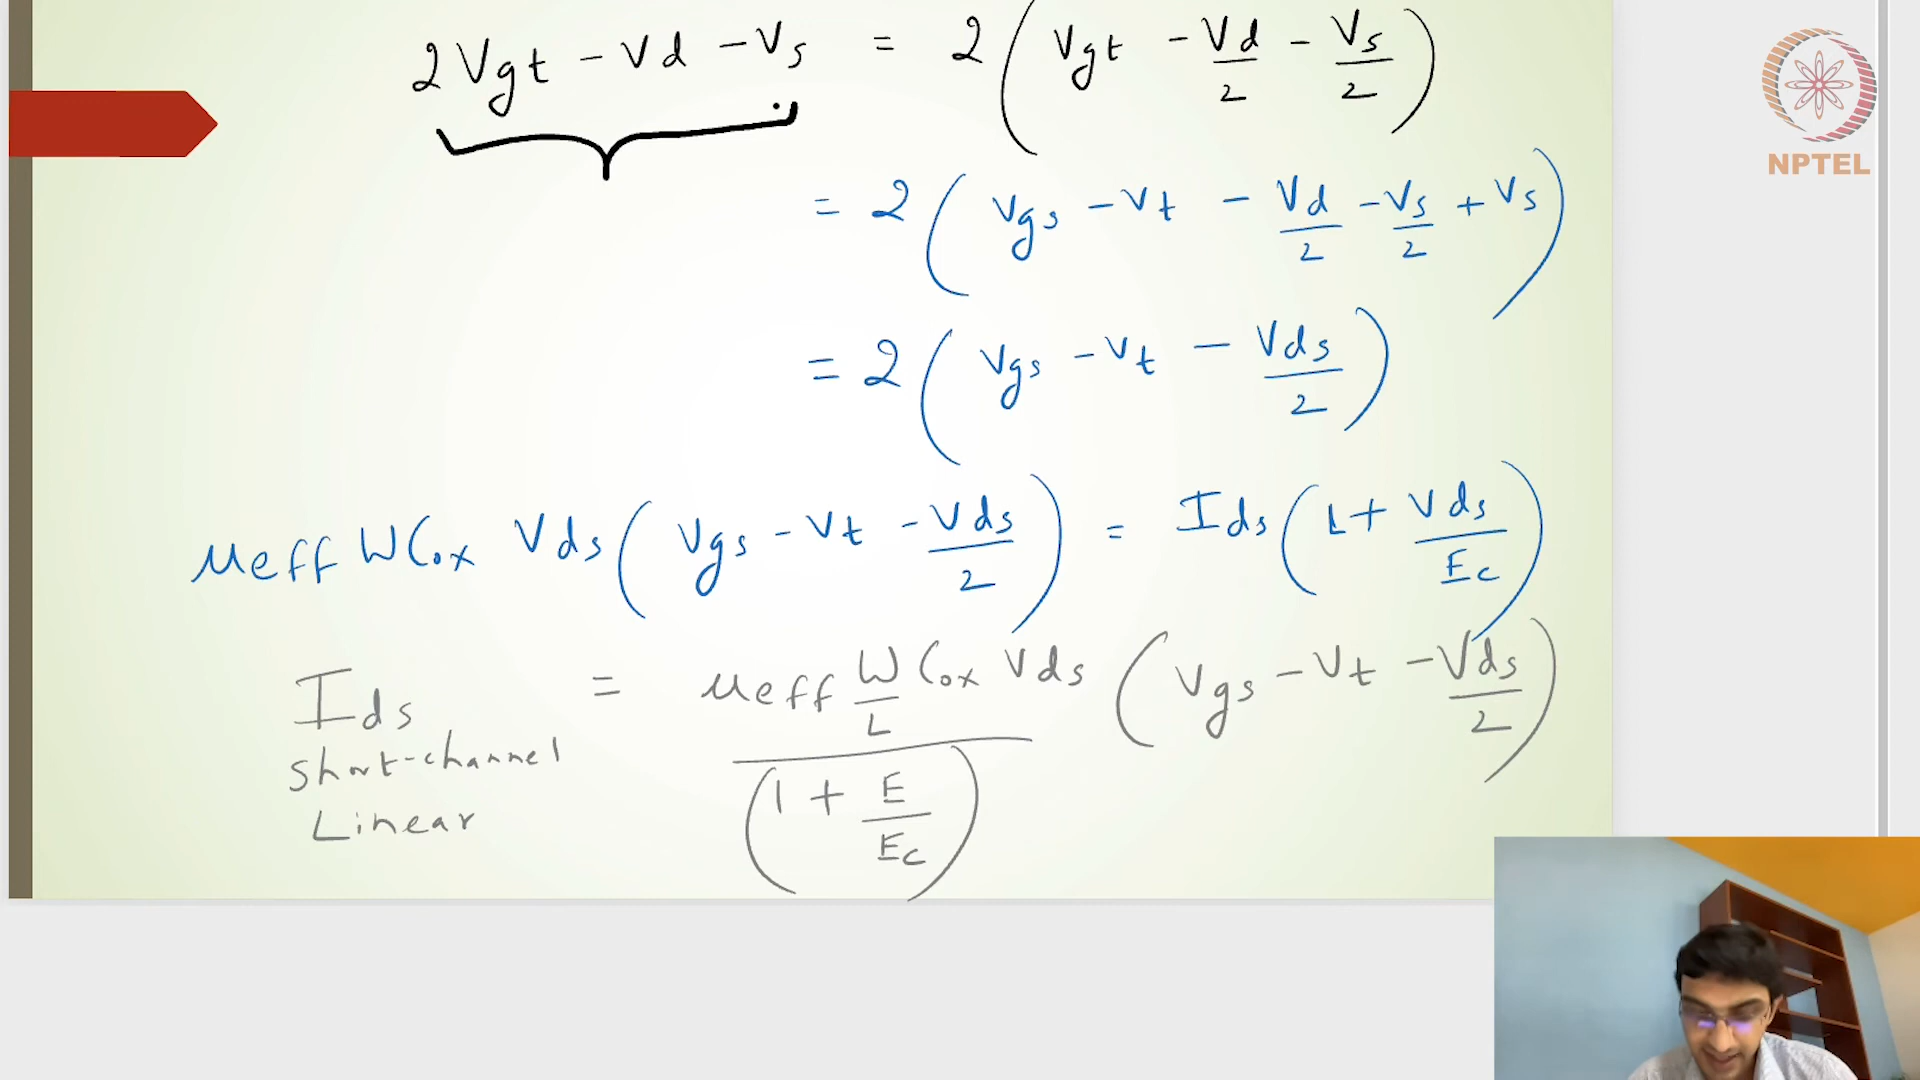 2Vgt - Vd - Vs = 2(Vgt - Vd/2 - Vs/2)
NPTEL
= 2(Vgs - Vt - Vd/2 - Vs/2 + Vs)
= 2(Vgs - Vt - Vds/2)
μeff W Cox Vds(Vgs - Vt - Vds/2) = Ids(L + Vds/Ec)
Ids = μeff W/L Cox Vds (Vgs - Vt - Vds/2)
short-channel
Linear (1 + E/Ec)